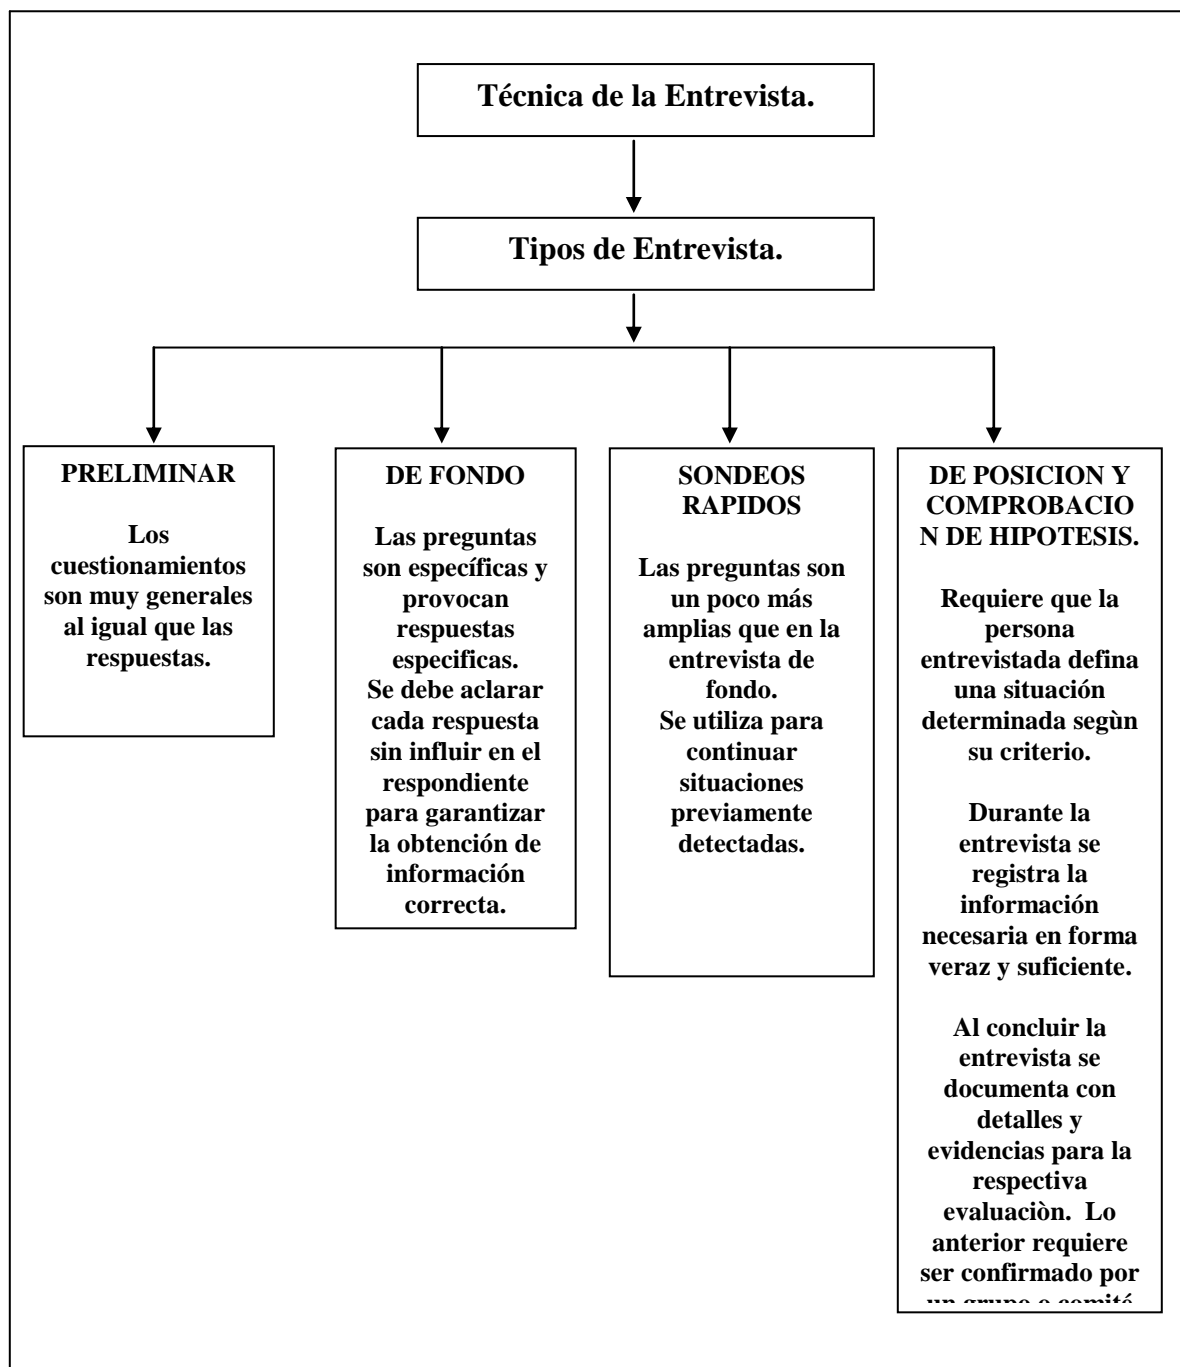 Técnica de la Entrevista.
Tipos de Entrevista.
PRELIMINAR
Los
cuestionamientos
son muy generales
al igual que las
respuestas.
DE FONDO
Las preguntas
son específicas y
provocan
respuestas
especificas.
Se debe aclarar
cada respuesta
sin influir en el
respondiente
para garantizar
la obtención de
información
correcta.
SONDEOS
RAPIDOS
Las preguntas son
un poco más
amplias que en la
entrevista de
fondo.
Se utiliza para
continuar
situaciones
previamente
detectadas.
DE POSICION Y
COMPROBACIO
N DE HIPOTESIS.
Requiere que la
persona
entrevistada defina
una situación
determinada segùn
su criterio.
Durante la
entrevista se
registra la
información
necesaria en forma
veraz y suficiente.
Al concluir la
entrevista se
documenta con
detalles y
evidencias para la
respectiva
evaluaciòn.  Lo
anterior requiere
ser confirmado por
un grupo o comité